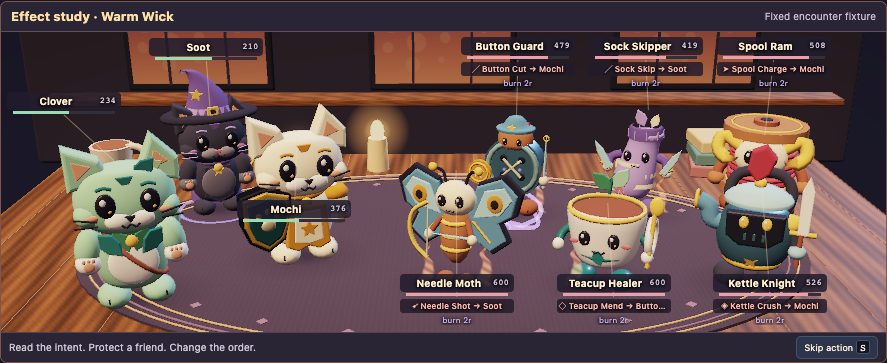 Effect study · Warm Wick
Fixed encounter fixture
Soot 210
Button Guard 479
Button Cut → Mochi
burn 2r
Sock Skipper 419
Sock Skip → Soot
burn 2r
Spool Ram 508
Spool Charge → Mochi
burn 2r
Clover 234
Mochi 376
Needle Moth 600
Needle Shot → Soot
burn 2r
Teacup Healer 600
Teacup Mend → Butto...
burn 2r
Kettle Knight 526
Kettle Crush → Mochi
burn 2r
Read the intent. Protect a friend. Change the order.
Skip action S